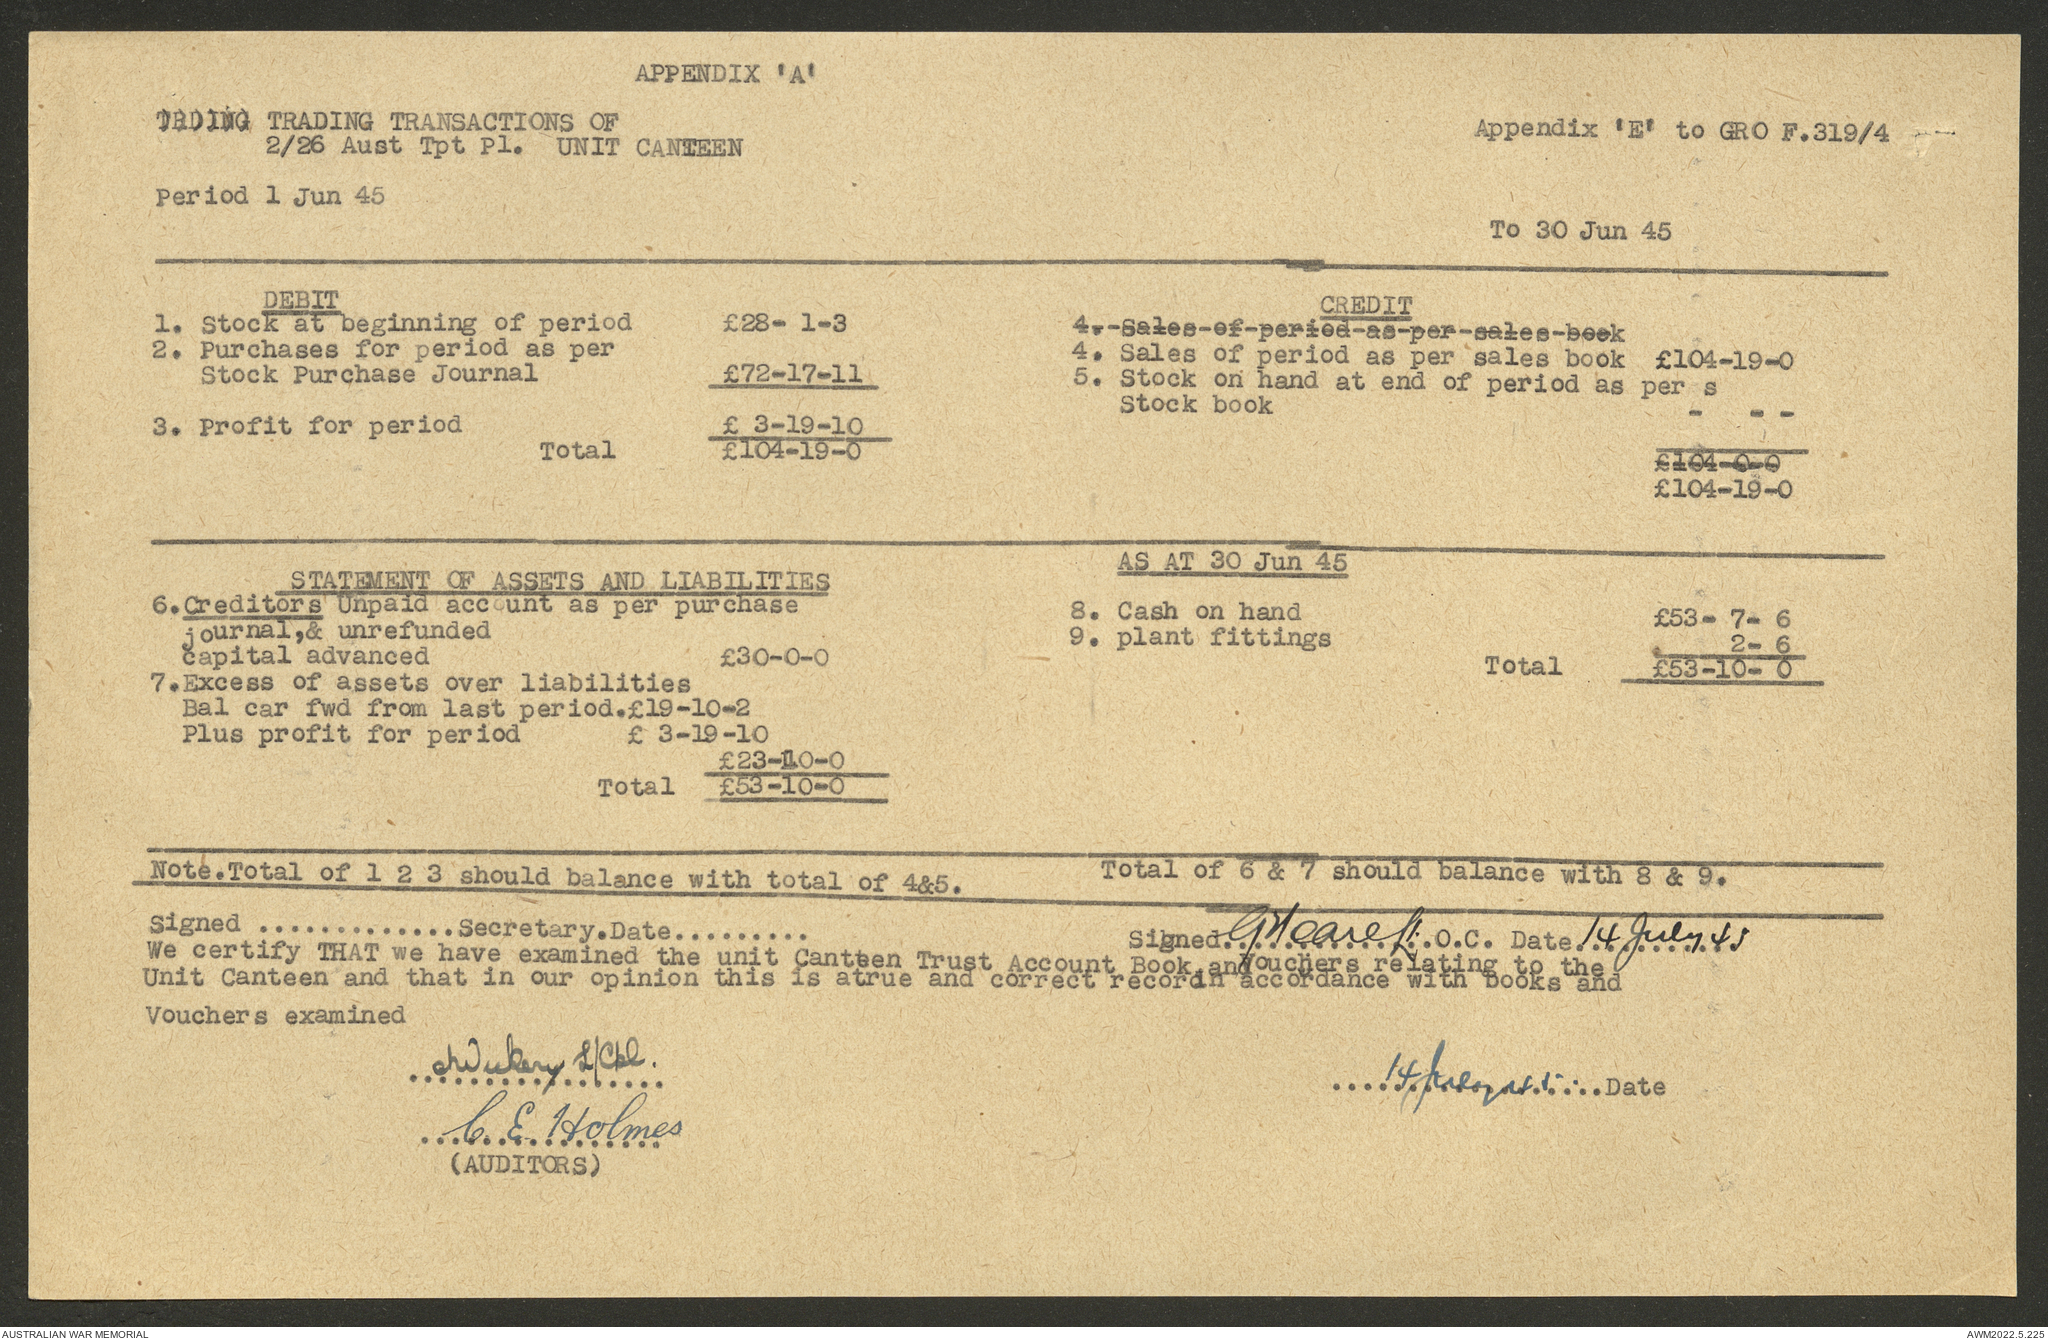 APPENDIX 'A'
TRDING TRADING TRANSACTIONS OF
2/26 Aust Tpt Pl. UNIT CANTEEN
Appendix 'E' to GRO F.319/4
Period 1 Jun 45
To 30 Jun 45
DEBIT
1. Stock at beginning of period £28- 1-3
2. Purchases for period as per
Stock Purchase Journal £72-17-11
3. Profit for period £ 3-19-10
Total £104-19-0
CREDIT
4.-Sales-of-period-as-per-sales-book
4. Sales of period as per sales book £104-19-0
5. Stock on hand at end of period as per s
Stock book - - -
£104-0-0
£104-19-0
STATEMENT OF ASSETS AND LIABILITIES
6.Creditors Unpaid account as per purchase
journal,& unrefunded
capital advanced £30-0-0
7.Excess of assets over liabilities
Bal car fwd from last period.£19-10-2
Plus profit for period £ 3-19-10
£23-10-0
Total £53-10-0
AS AT 30 Jun 45
8. Cash on hand £53- 7- 6
9. plant fittings 2- 6
Total £53-10- 0
Note.Total of 1 2 3 should balance with total of 4&5.
Total of 6 & 7 should balance with 8 & 9.
Signed .............Secretary.Date.........
Signed.............O.C. Date 14 July 45
We certify THAT we have examined the unit Canteen Trust Account Book and Vouchers relating to the
Unit Canteen and that in our opinion this is atrue and correct recordin accordance with books and
Vouchers examined
L/Cpl.
14 July 45 Date
C. E. Holmes
(AUDITORS)
AUSTRALIAN WAR MEMORIAL
AWM2022.5.225